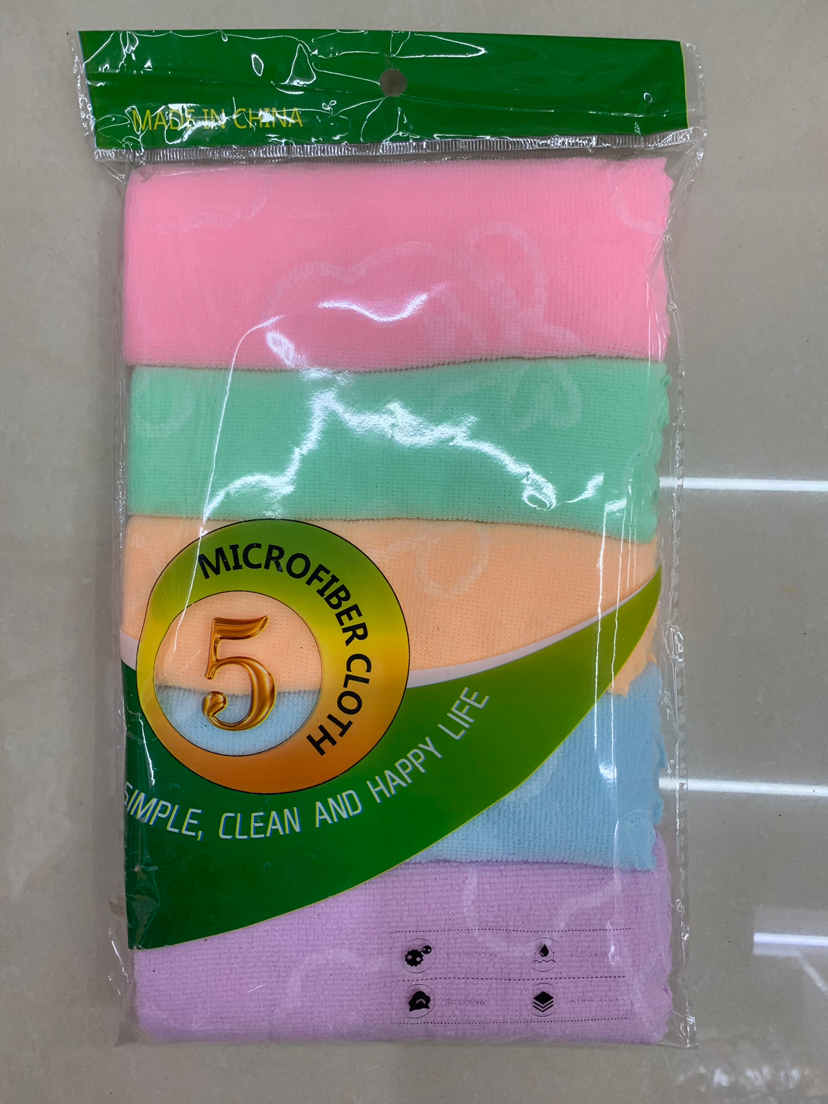 MADE IN CHINA
MICROFIBER CLOTH
5
SIMPLE, CLEAN AND HAPPY LIFE